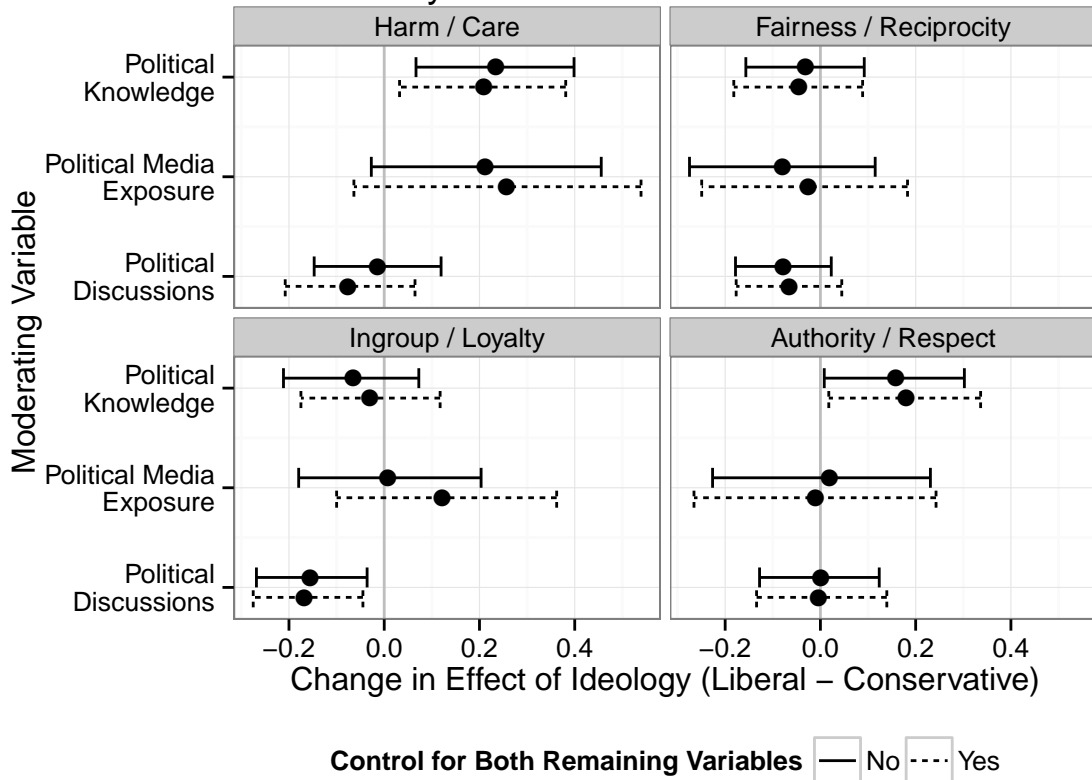 Harm / Care
Fairness / Reciprocity
Political
Knowledge
Political Media
Exposure
Political
Discussions
Ingroup / Loyalty
Authority / Respect
Political
Knowledge
Political Media
Exposure
Political
Discussions
Moderating Variable
−0.2 0.0 0.2 0.4
−0.2 0.0 0.2 0.4
Change in Effect of Ideology (Liberal − Conservative)
Control for Both Remaining Variables No Yes